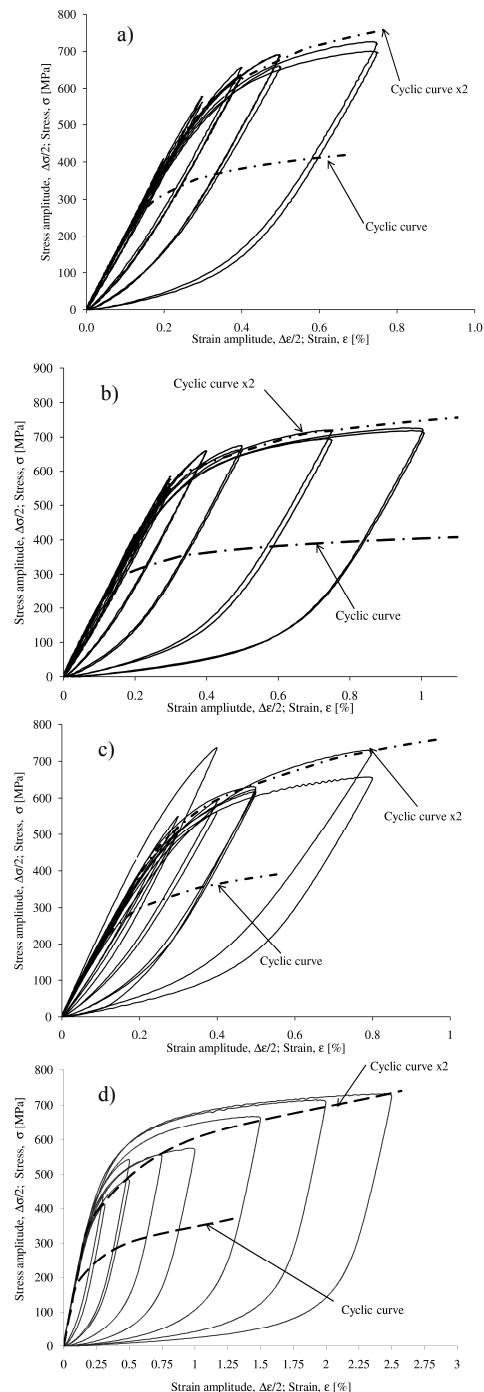 a)
Stress amplitude, Δσ/2; Stress, σ [MPa]
800
700
600
500
400
300
200
100
0
Cyclic curve x2
Cyclic curve
0.0 0.2 0.4 0.6 0.8 1.0
Strain amplitude, Δε/2; Strain, ε [%]
b)
Stress amplitude, Δσ/2; Stress, σ [MPa]
900
800
700
600
500
400
300
200
100
0
Cyclic curve x2
Cyclic curve
0 0.2 0.4 0.6 0.8 1
Strain ampliutde, Δε/2; Strain, ε [%]
c)
Stress amplitude, Δσ/2; Stress, σ [MPa]
800
700
600
500
400
300
200
100
0
Cyclic curve x2
Cyclic curve
0 0.2 0.4 0.6 0.8 1
Strain amplitude, Δε/2; Strain, ε [%]
d)
Cyclic curve x2
Stress amplitude, Δσ/2; Stress, σ [MPa]
800
700
600
500
400
300
200
100
0
Cyclic curve
0 0.25 0.5 0.75 1 1.25 1.5 1.75 2 2.25 2.5 2.75 3
Strain amplitude, Δε/2; Strain, ε [%]